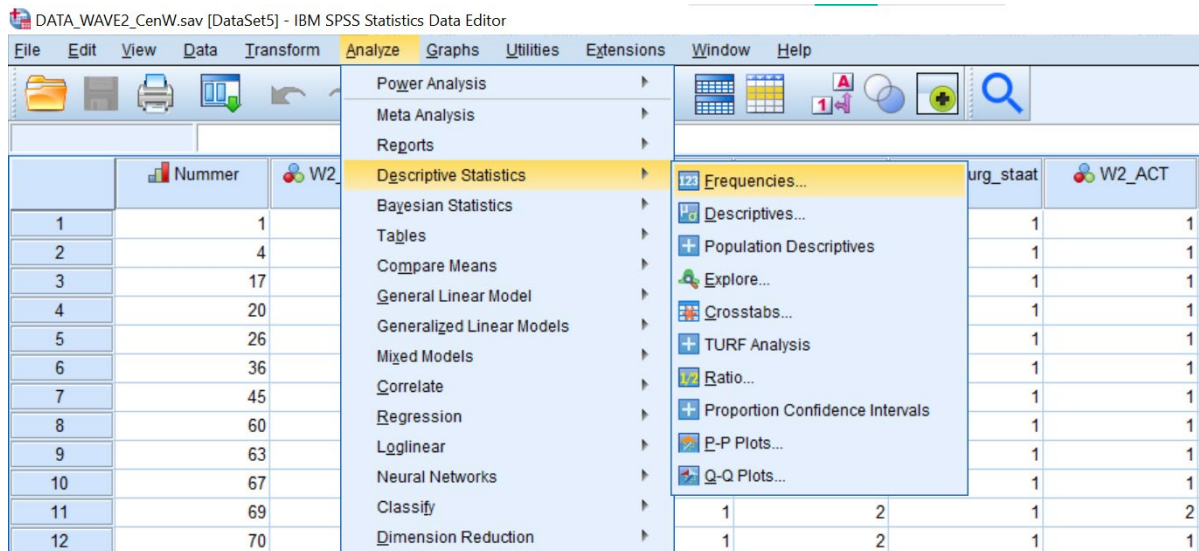 DATA_WAVE2_CenW.sav [DataSet5] - IBM SPSS Statistics Data Editor
File Edit View Data Transform Analyze Graphs Utilities Extensions Window Help
A
1
Power Analysis
Meta Analysis
Reports
Descriptive Statistics
Bayesian Statistics
Tables
Compare Means
General Linear Model
Generalized Linear Models
Mixed Models
Correlate
Regression
Loglinear
Neural Networks
Classify
Dimension Reduction
123 Frequencies...
Descriptives...
Population Descriptives
Explore...
Crosstabs...
TURF Analysis
1/2 Ratio...
Proportion Confidence Intervals
P-P Plots...
Q-Q Plots...
Nummer W2_ urg_staat W2_ACT
1 1 1 1
2 4 1 1
3 17 1 1
4 20 1 1
5 26 1 1
6 36 1 1
7 45 1 1
8 60 1 1
9 63 1 1
10 67 1 1
11 69 1 2 1 2
12 70 1 2 1 1